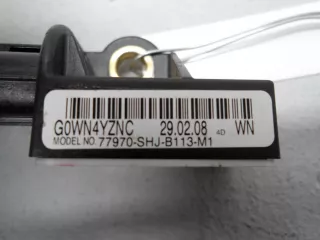 G0WN4YZNC 29.02.08 4D WN
MODEL NO. 77970-SHJ-B113-M1